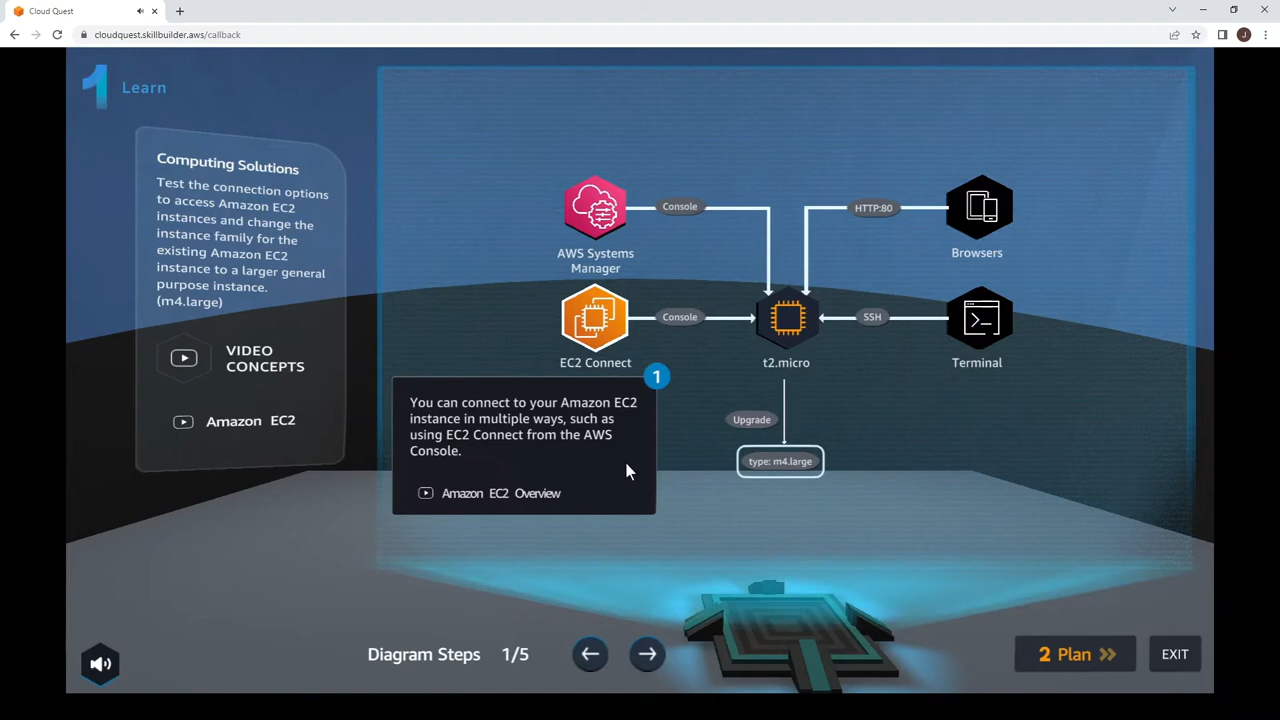 Cloud Quest
cloudquest.skillbuilder.aws/callback
J
1 Learn
Computing Solutions
Test the connection options
to access Amazon EC2
instances and change the
instance family for the
existing Amazon EC2
instance to a larger general
purpose instance.
(m4.large)
VIDEO
CONCEPTS
Amazon EC2
AWS Systems
Manager
Console
HTTP:80
Browsers
EC2 Connect
Console
t2.micro
SSH
Terminal
1
You can connect to your Amazon EC2
instance in multiple ways, such as
using EC2 Connect from the AWS
Console.
Amazon EC2 Overview
Upgrade
type: m4.large
Diagram Steps 1/5
2 Plan
EXIT